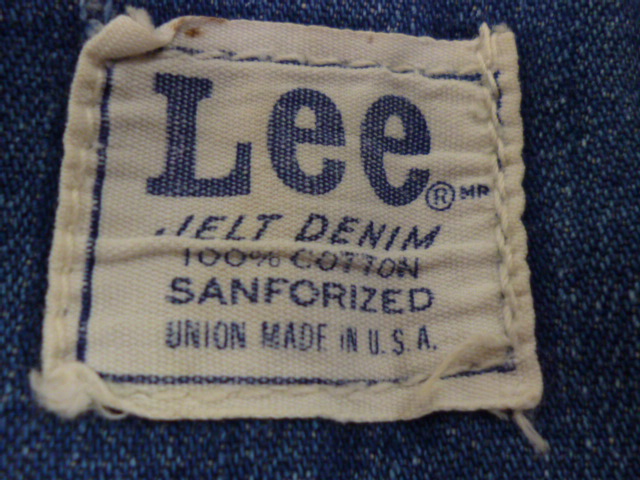 Lee ® MR
JELT DENIM
100% COTTON
SANFORIZED
UNION MADE IN U.S.A.